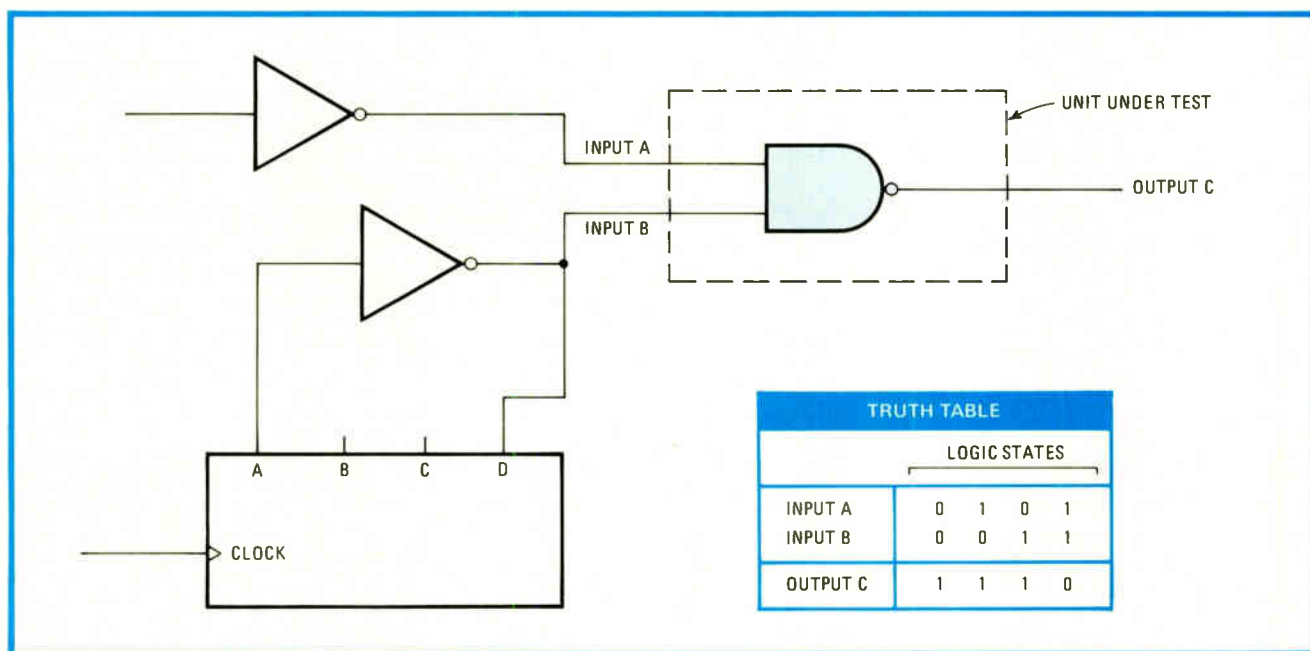 UNIT UNDER TEST
INPUT A
OUTPUT C
INPUT B
A B C D
CLOCK
TRUTH TABLE
LOGIC STATES
INPUT A 0 1 0 1
INPUT B 0 0 1 1
OUTPUT C 1 1 1 0